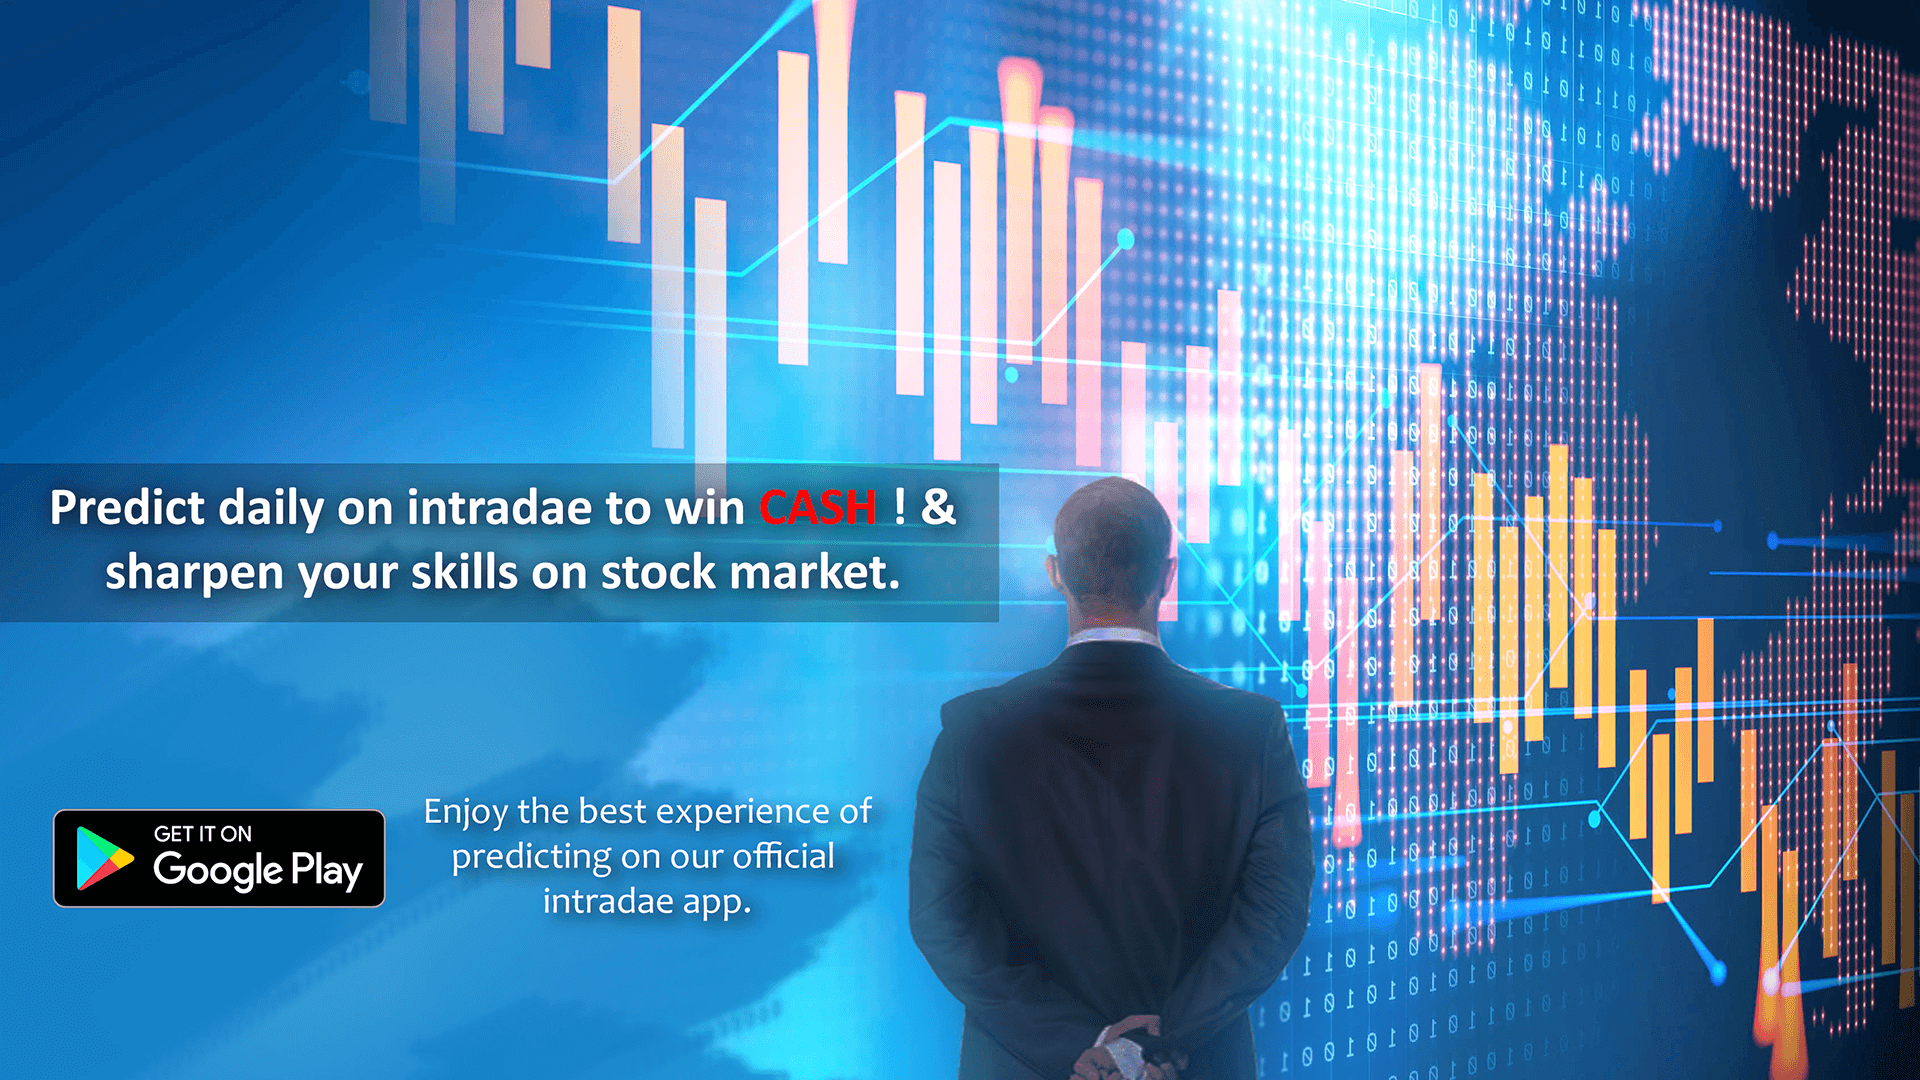 Predict daily on intradae to win CASH ! &
sharpen your skills on stock market.
GET IT ON
Google Play
Enjoy the best experience of
predicting on our official
intradae app.